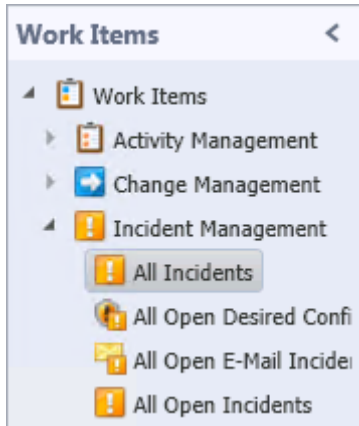 Work Items
Work Items
Activity Management
Change Management
Incident Management
All Incidents
All Open Desired Confi
All Open E-Mail Incide
All Open Incidents